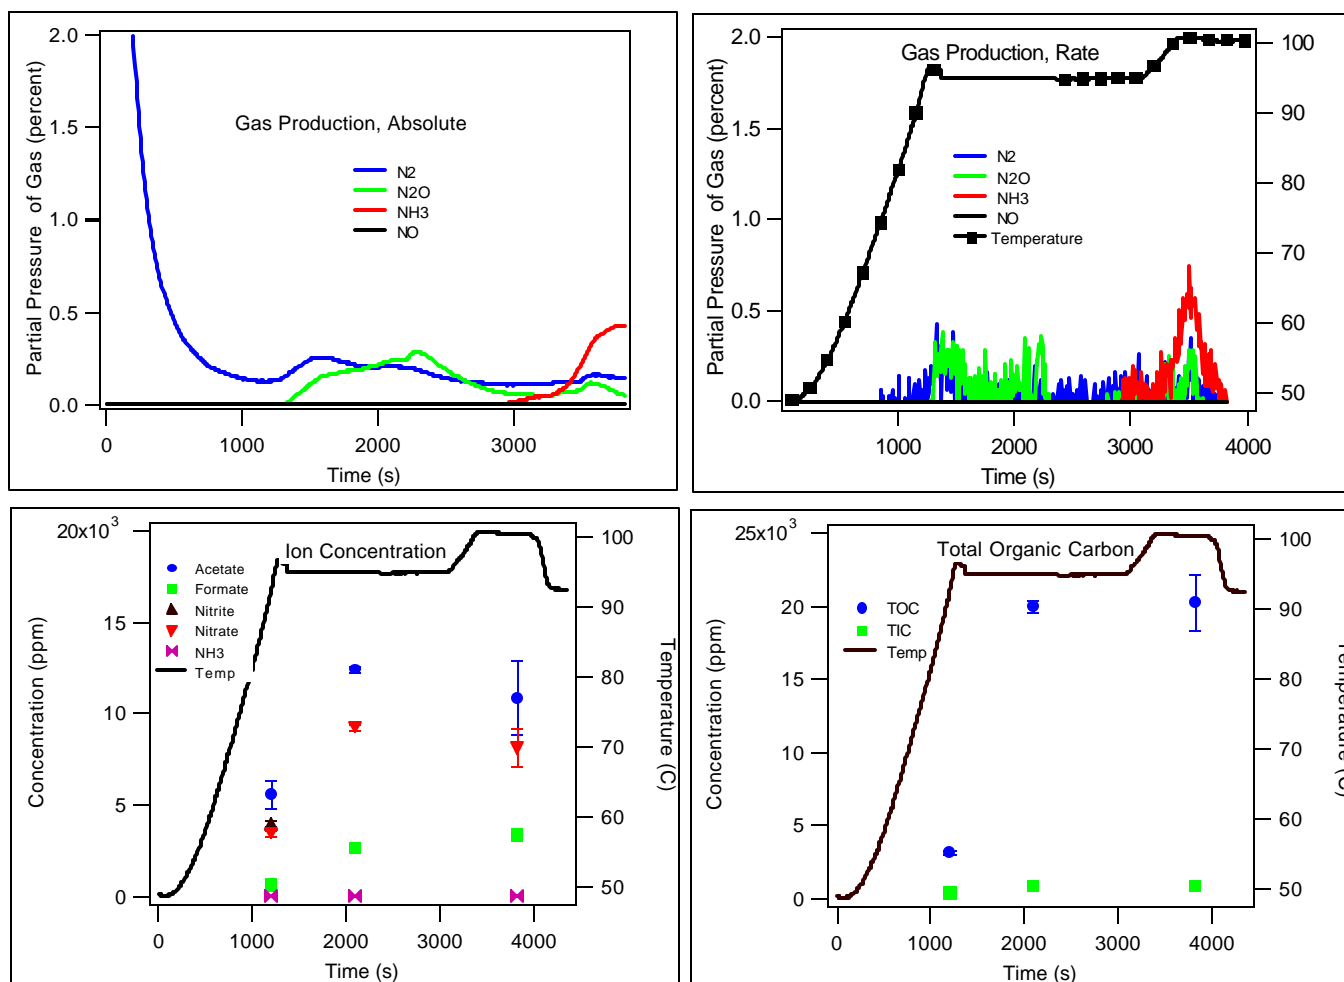 Gas Production, Absolute
Partial Pressure of Gas (percent)
2.0
1.5
1.0
0.5
0.0
N2
N2O
NH3
NO
0 1000 2000 3000
Time (s)
Gas Production, Rate
Partial Pressure of Gas (percent)
2.0
1.5
1.0
0.5
0.0
N2
N2O
NH3
NO
Temperature
100
90
80
70
60
50
1000 2000 3000 4000
Time (s)
Ion Concentration
Concentration (ppm)
20x10³
15
10
5
0
Acetate
Formate
Nitrite
Nitrate
NH3
Temp
100
90
80
70
60
50
Temperature (C)
0 1000 2000 3000 4000
Time (s)
Total Organic Carbon
Concentration (ppm)
25x10³
20
15
10
5
0
TOC
TIC
Temp
100
90
80
70
60
50
Temperature (C)
0 1000 2000 3000 4000
Time (s)